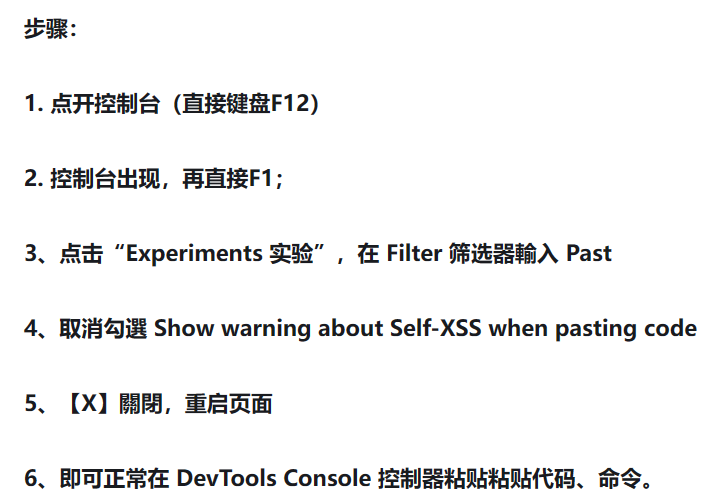 步骤：
1. 点开控制台（直接键盘F12）
2. 控制台出现，再直接F1；
3、点击“Experiments 实验”，在 Filter 筛选器輸入 Past
4、取消勾選 Show warning about Self-XSS when pasting code
5、【X】關閉，重启页面
6、即可正常在 DevTools Console 控制器粘贴粘贴代码、命令。